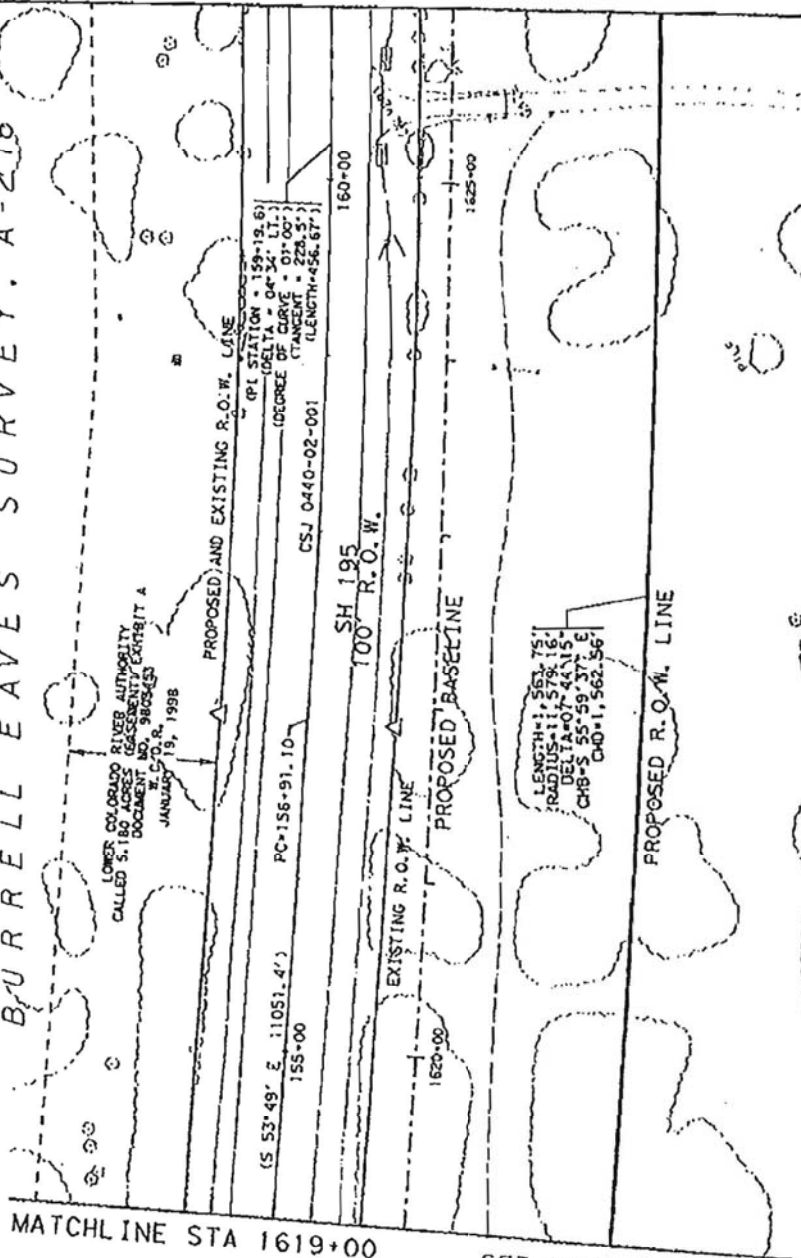 BURRELL EAVES SURVEY, A-216
LOWER COLORADO RIVER AUTHORITY
CALLED 5.180 ACRES (EASEMENT) EXHIBIT A
DOCUMENT NO.
W.C.O.R.
JANUARY 19, 1998
PROPOSED AND EXISTING R.O.W. LINE
(PI STATION = 159+19.6)
(DELTA = 04°34' LT.)
(DEGREE OF CURVE = 01°00')
(TANGENT = 228.5')
(LENGTH=456.67')
160+00
CSJ 0440-02-001
PC=156+91.10
(S 53°49' E 11051.4')
155+00
SH 195
100' R.O.W.
EXISTING R.O.W. LINE
PROPOSED BASELINE
1625+00
1620+00
LENGTH=1,563.75'
RADIUS=11,579.16'
DELTA=07°44'15"
CHB=S 55°59'37" E
CHD=1,562.56'
PROPOSED R.O.W. LINE
MATCHLINE STA 1619+00